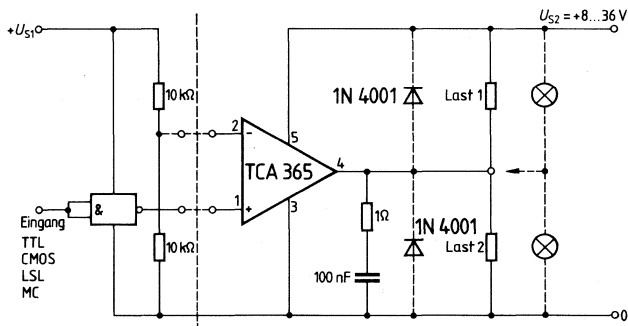 +U_S1
U_S2 = +8...36 V
10 kΩ
1N 4001
Last 1
2
-
5
TCA 365
4
1
+
3
&
Eingang
TTL
CMOS
LSL
MC
10 kΩ
1Ω
1N 4001
Last 2
100 nF
0